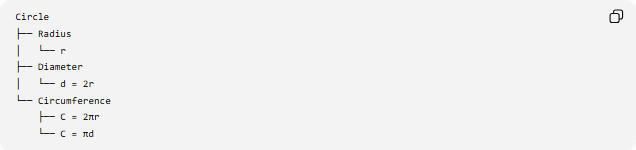 Circle
├── Radius
│   └── r
├── Diameter
│   └── d = 2r
└── Circumference
    ├── C = 2πr
    └── C = πd